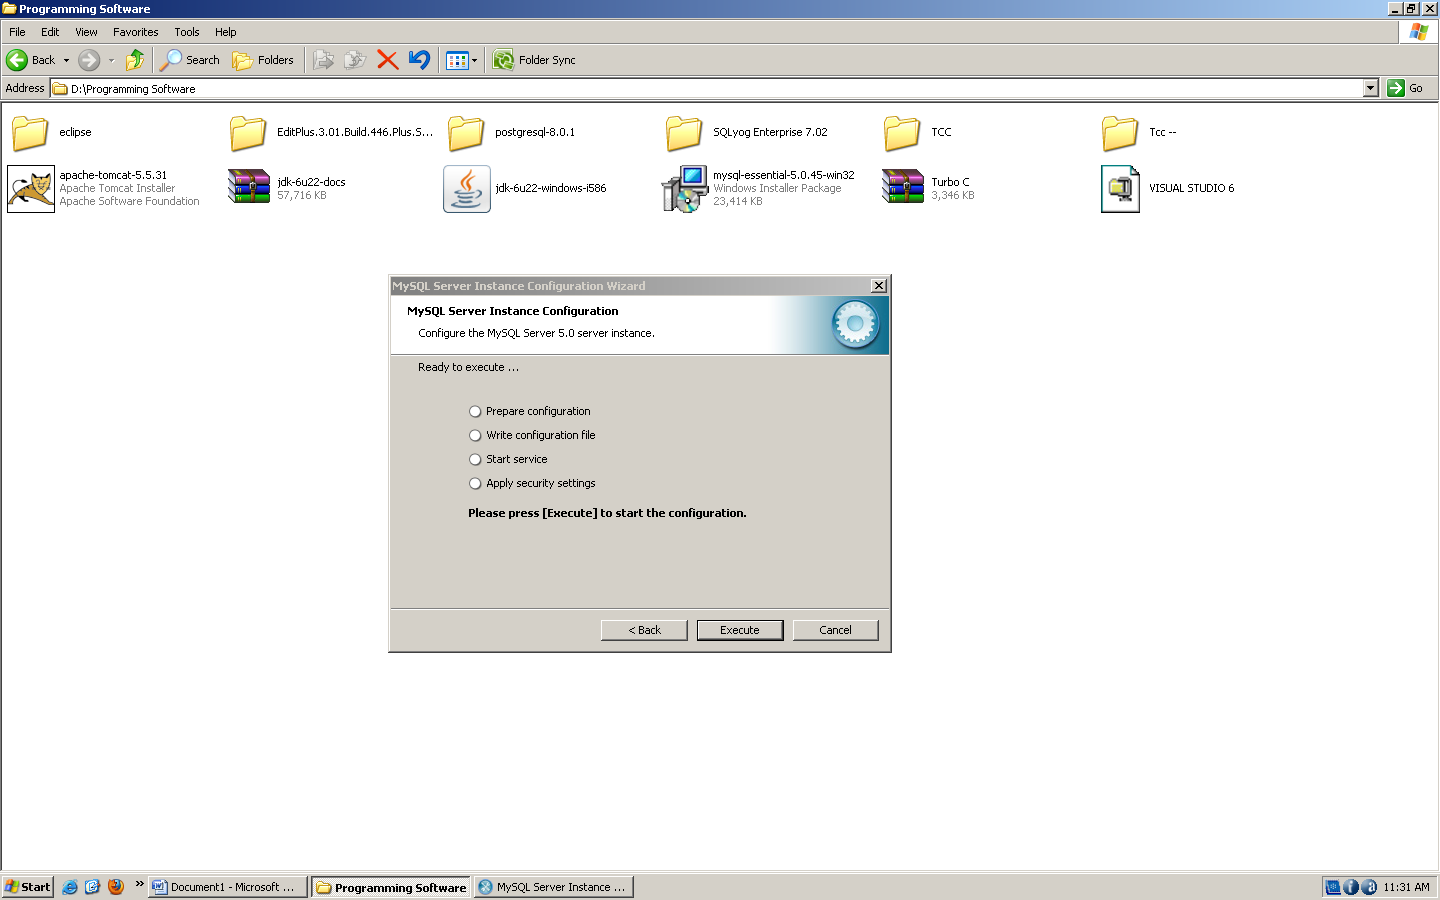 Programming Software
File Edit View Favorites Tools Help
Back Search Folders Folder Sync
Address D:\Programming Software Go
eclipse
EditPlus.3.01.Build.446.Plus.S...
postgresql-8.0.1
SQLyog Enterprise 7.02
TCC
Tcc --
apache-tomcat-5.5.31
Apache Tomcat Installer
Apache Software Foundation
jdk-6u22-docs
57,716 KB
jdk-6u22-windows-i586
mysql-essential-5.0.45-win32
Windows Installer Package
23,414 KB
Turbo C
3,346 KB
VISUAL STUDIO 6
MySQL Server Instance Configuration Wizard
MySQL Server Instance Configuration
Configure the MySQL Server 5.0 server instance.
Ready to execute ...
Prepare configuration
Write configuration file
Start service
Apply security settings
Please press [Execute] to start the configuration.
< Back Execute Cancel
Start » Document1 - Microsoft ... Programming Software MySQL Server Instance ... 11:31 AM